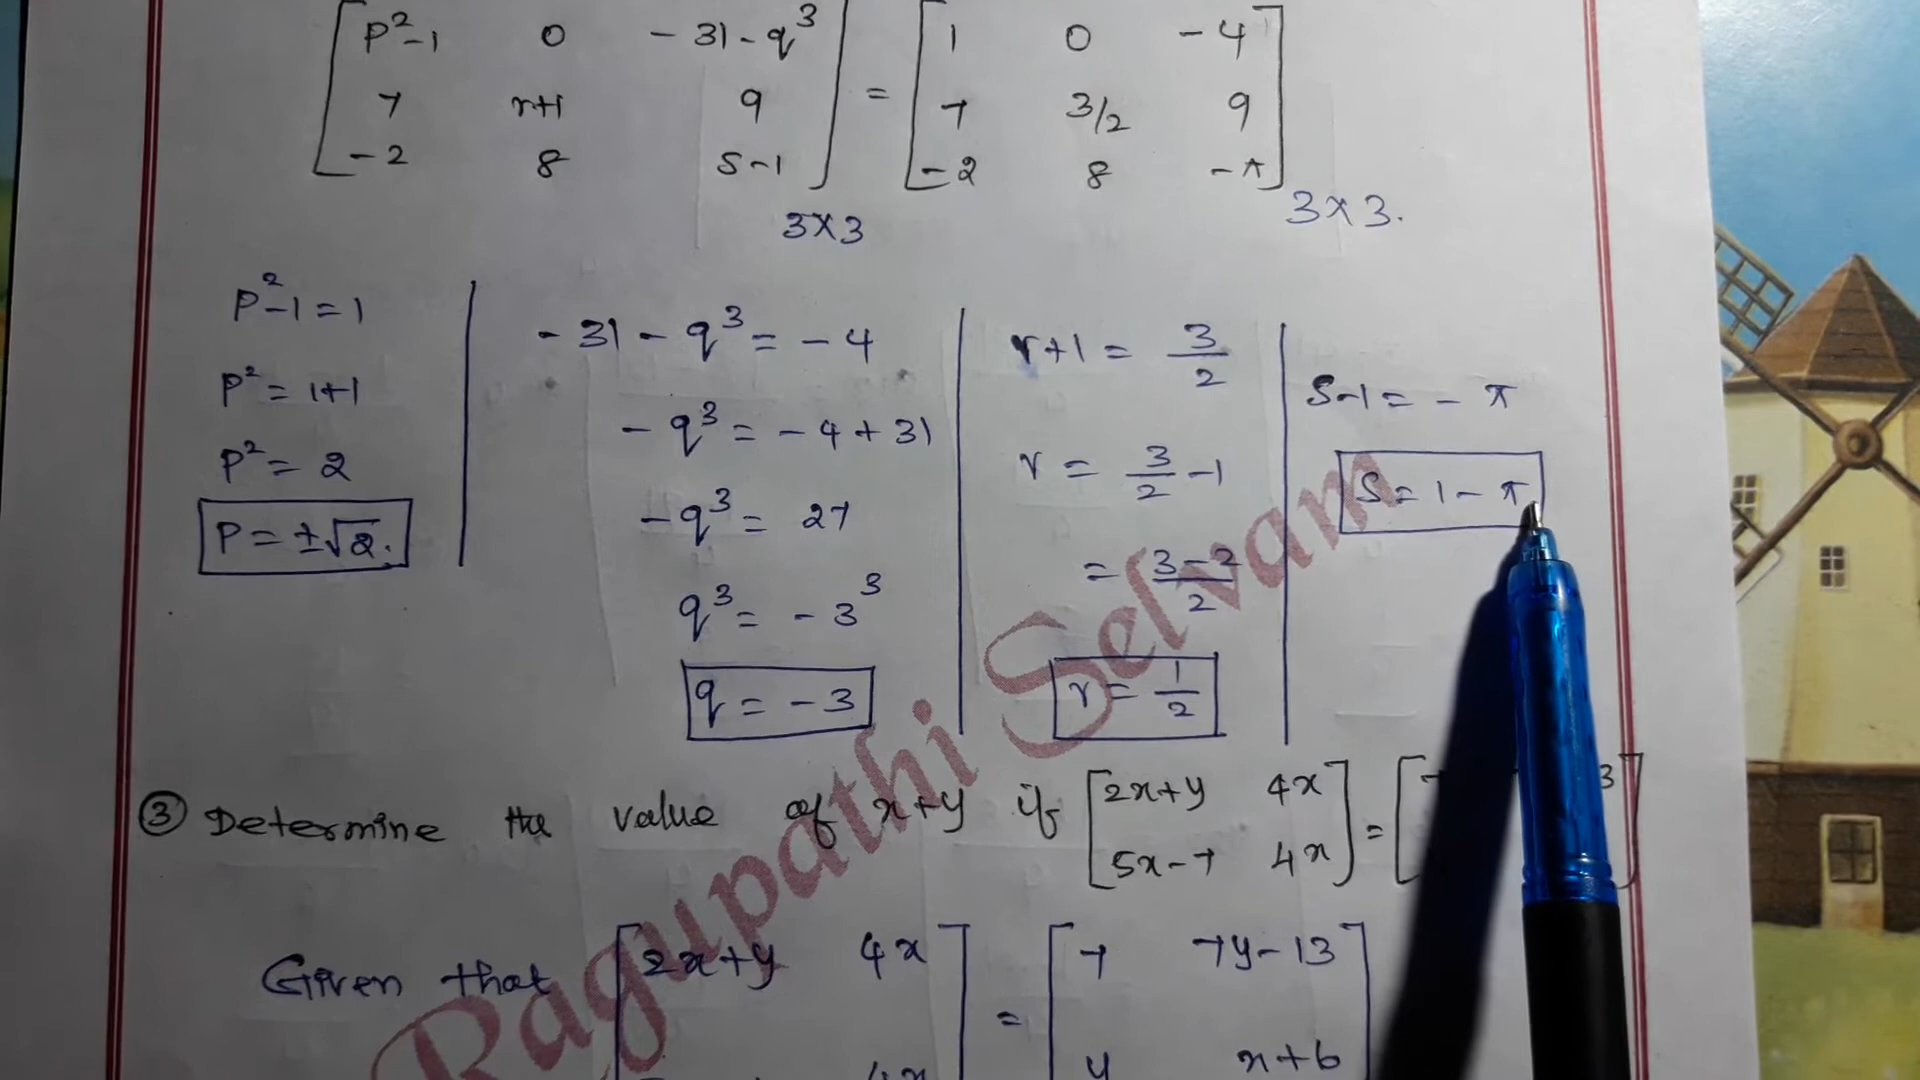 [p²-1 0 -31-q³] = [1 0 -4]
[7 r+1 9] [7 3/2 9]
[-2 8 s-1] [-2 8 -π]
3×3 3×3.
p²-1=1
p²= 1+1
p²= 2
p=±√2.
-31-q³=-4
-q³=-4+31
-q³= 27
q³= -3³
q = -3
r+1= 3/2
r = 3/2 -1
= 3-2/2
r = 1/2
s-1=-π
s=1-π
③ Determine the value of x+y if [2x+y 4x] = [7 3]
[5x-7 4x]
Given that [2x+y 4x] = [7 7y-13]
4x] y x+6
Ragupathi Selvam